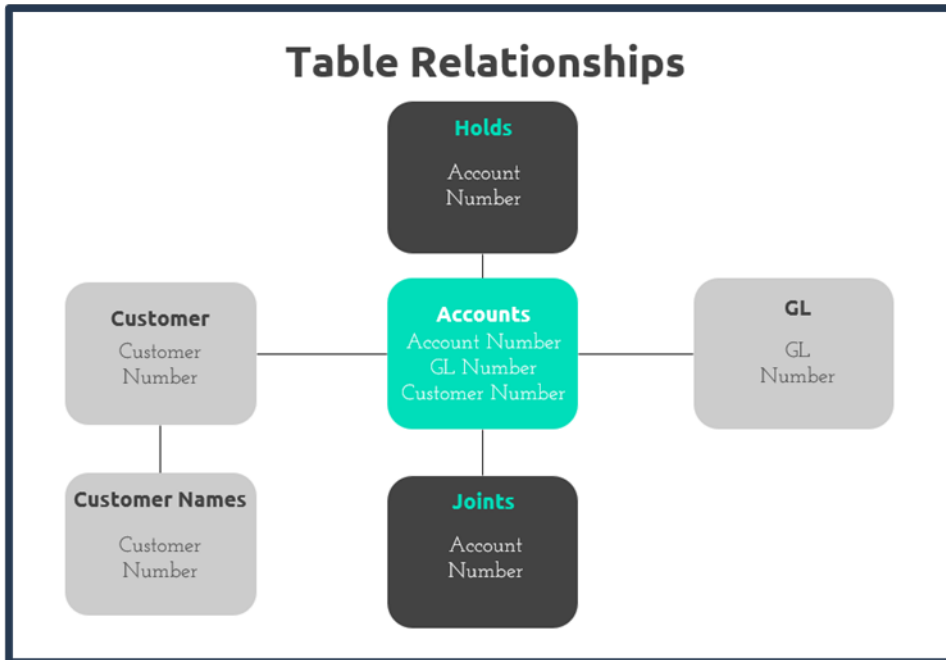 Table Relationships
Holds
Account
Number
Customer
Customer
Number
Accounts
Account Number
GL Number
Customer Number
GL
GL
Number
Customer Names
Customer
Number
Joints
Account
Number